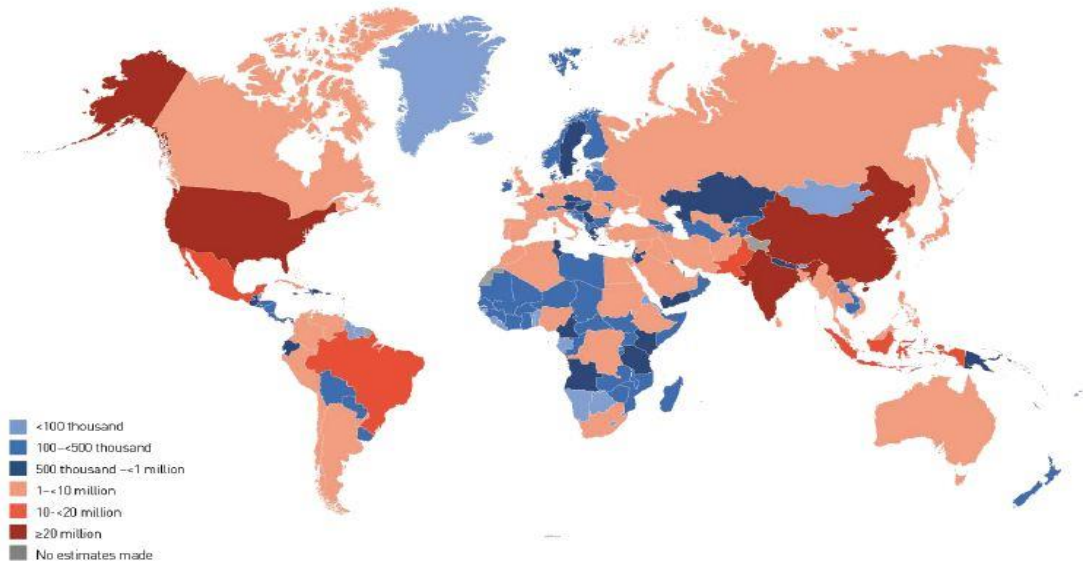 <100 thousand
100-<500 thousand
500 thousand -<1 million
1-<10 million
10-<20 million
≥20 million
No estimates made